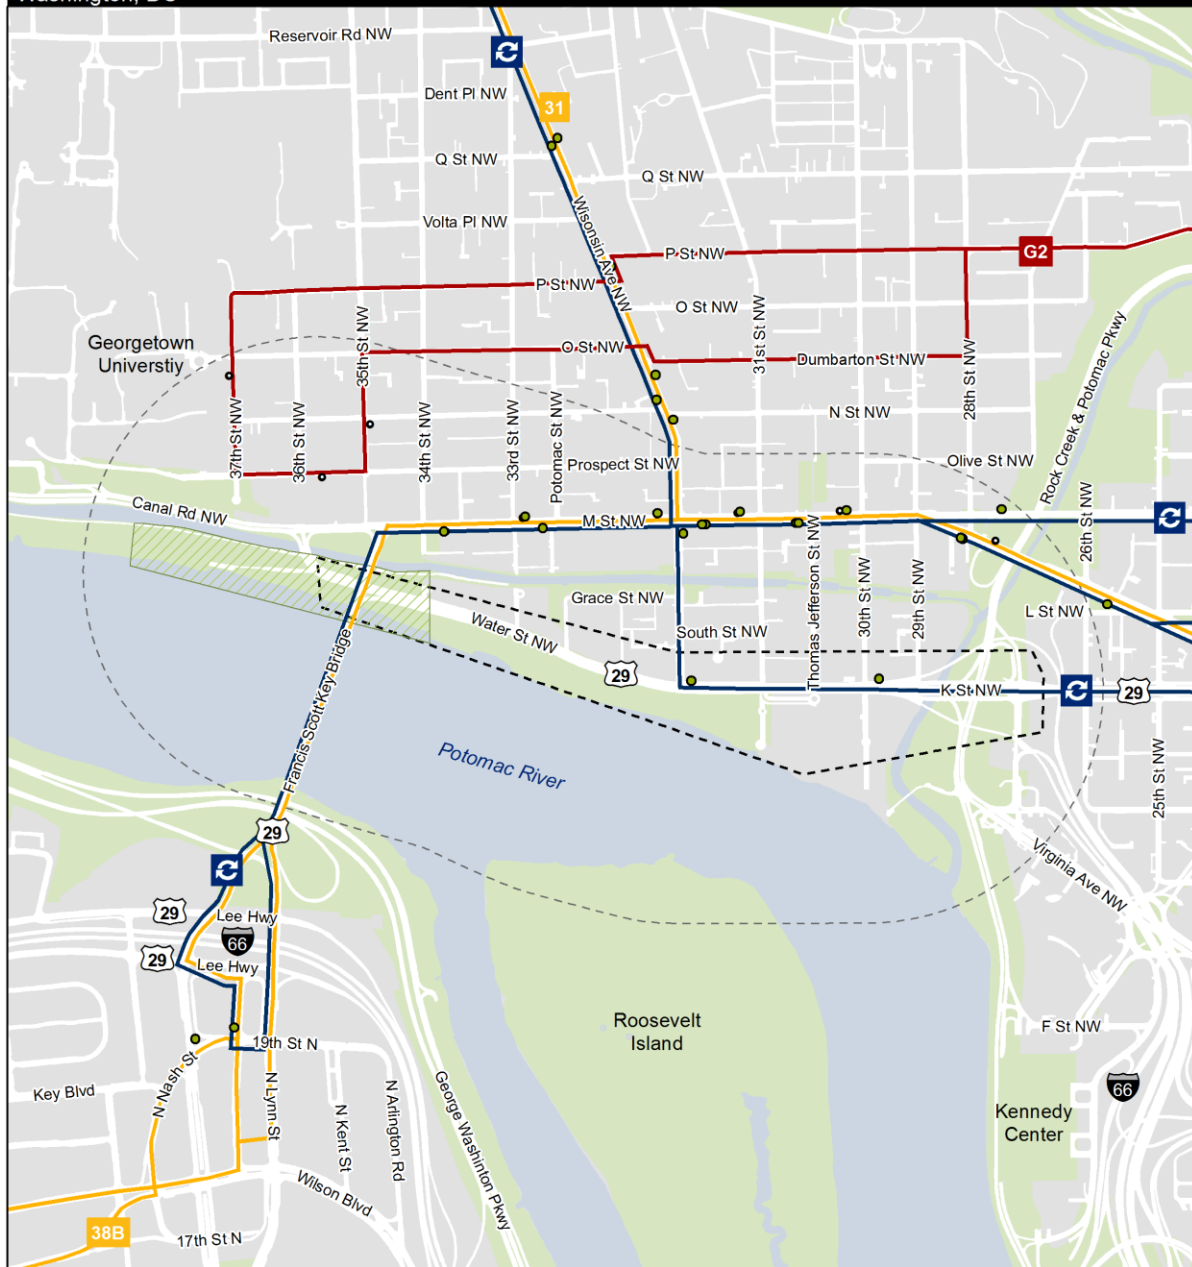 Reservoir Rd NW
Dent Pl NW
31
Q St NW
Q St NW
Wisonsin Ave NW
Volta Pl NW
P St NW
G2
P St NW
O St NW
Georgetown
Universtiy
35th St NW
O St NW
31st St NW
Dumbarton St NW
28th St NW
Rock Creek & Potomac Pkwy
37th St NW
36th St NW
34th St NW
33rd St NW
Potomac St NW
N St NW
Prospect St NW
Olive St NW
Canal Rd NW
M St NW
26th St NW
Thomas Jefferson St NW
30th St NW
29th St NW
Grace St NW
L St NW
Water St NW
South St NW
29
K St NW
29
Francis Scott Key Bridge
Potomac River
25th St NW
29
Virginia Ave NW
29
Lee Hwy
66
29
Lee Hwy
Roosevelt
Island
F St NW
19th St N
N Nash St
Key Blvd
N Lynn St
N Kent St
N Arlington Rd
George Washinton Pkwy
66
Kennedy
Center
Wilson Blvd
38B
17th St N